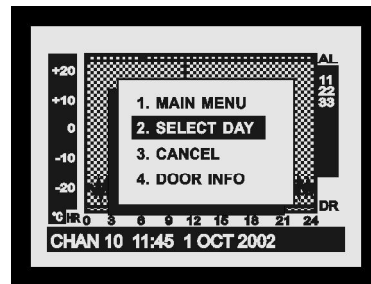 AL
+20
11
22
33
+10
1. MAIN MENU
2. SELECT DAY
0
3. CANCEL
-10
4. DOOR INFO
-20
DR
°C HR 0 3 6 9 12 15 18 21 24
CHAN 10 11:45 1 OCT 2002